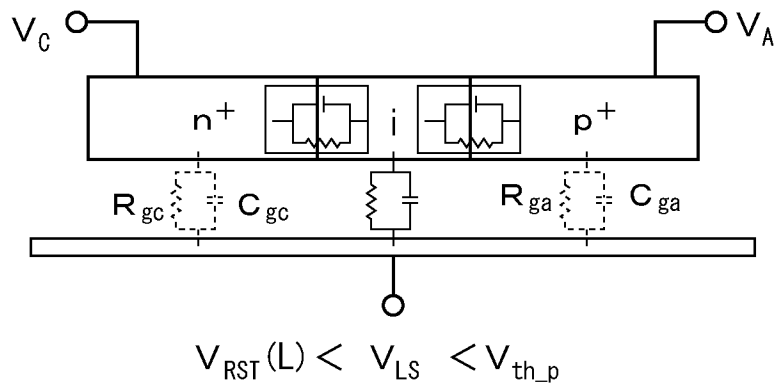 V_C V_A
n+ i p+
R_gc C_gc R_ga C_ga
V_RST(L) < V_LS < V_th_p